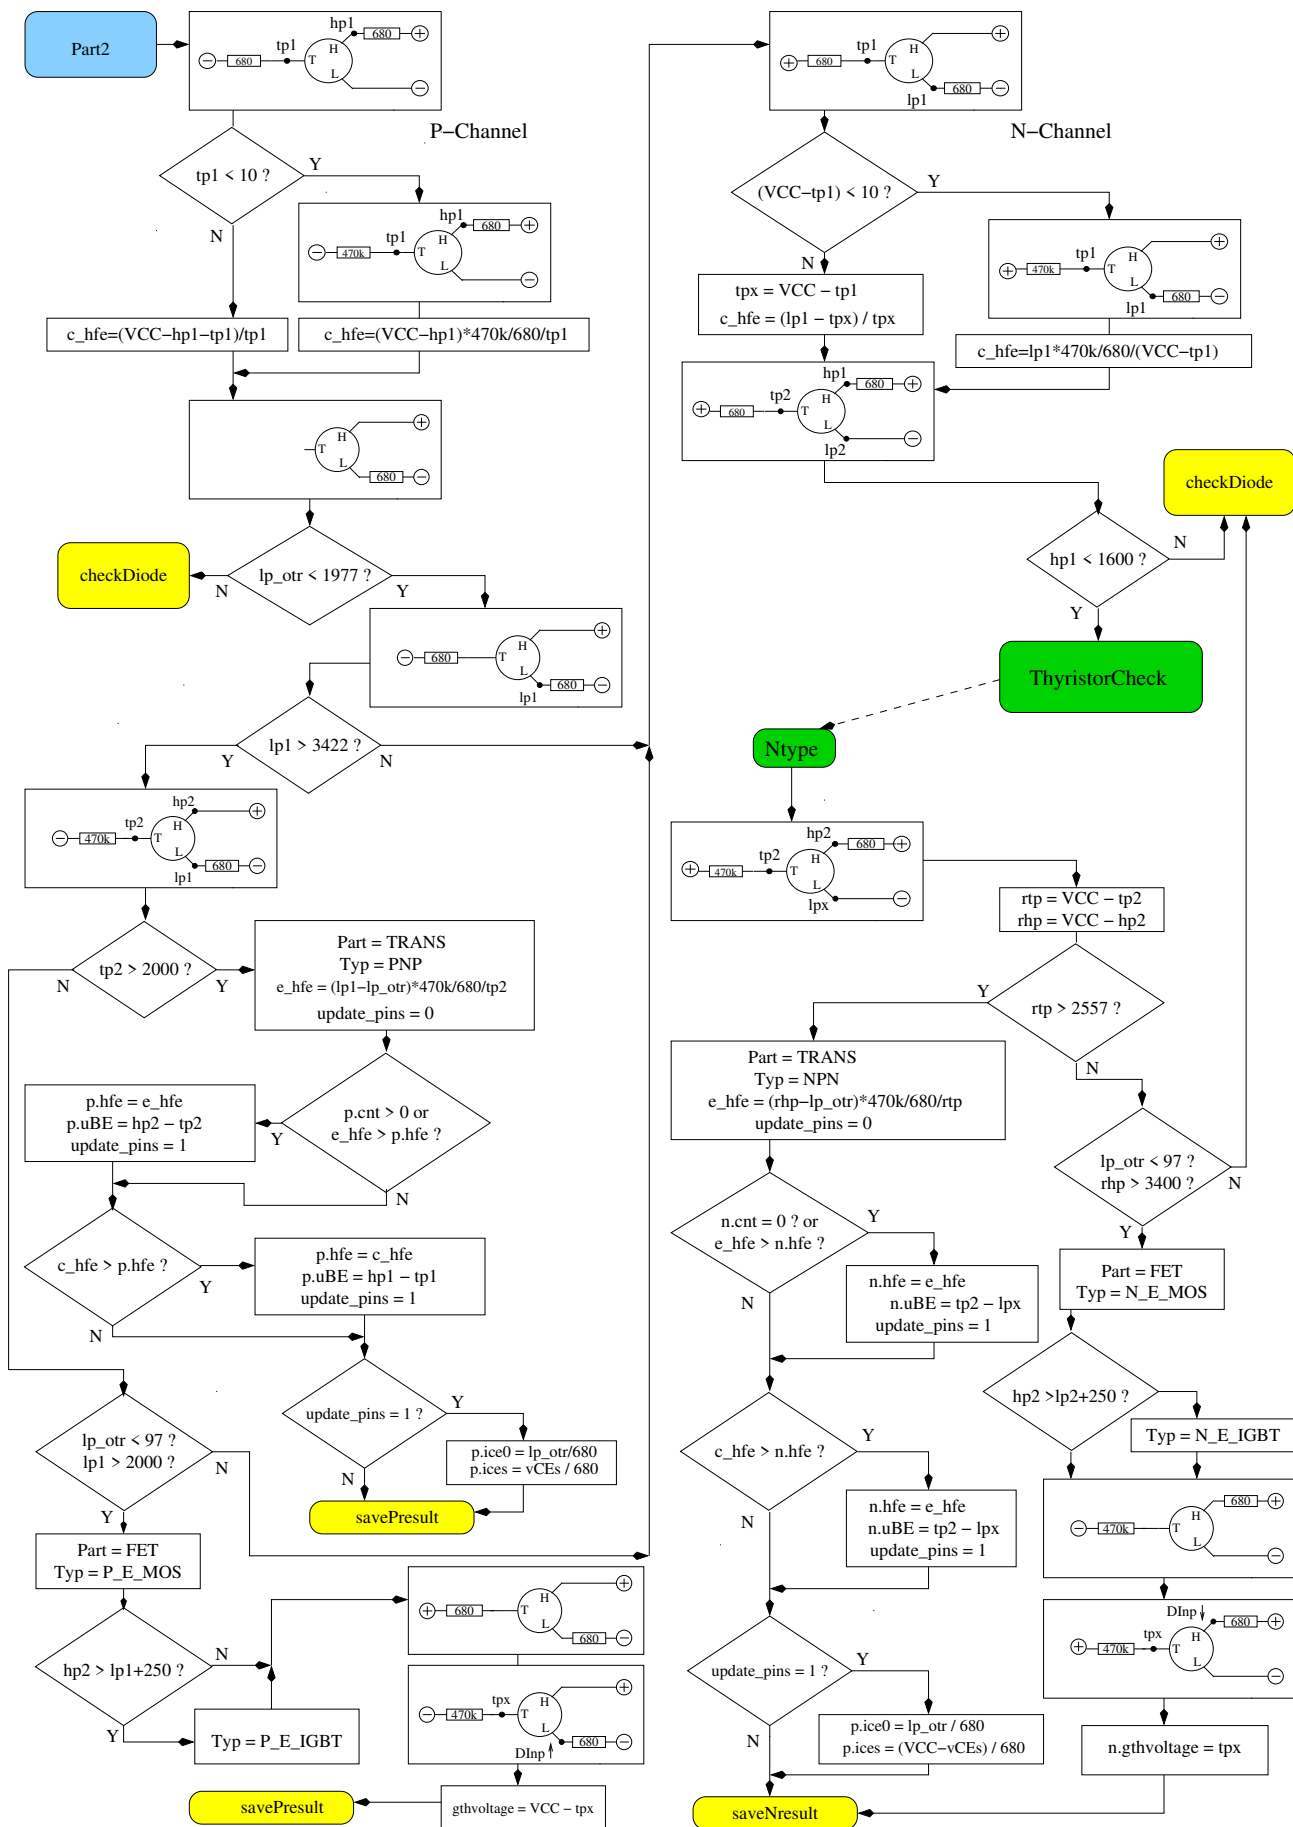 Part2
hp1
680 +
tp1
− 680
T H L
−
P−Channel
tp1 < 10 ?
Y
N
hp1
680 +
tp1
− 470k
T H L
−
c_hfe=(VCC−hp1−tp1)/tp1
c_hfe=(VCC−hp1)*470k/680/tp1
+
T H L
680 −
lp_otr < 1977 ?
N
Y
checkDiode
+
− 680
T H L
680 −
lp1
lp1 > 3422 ?
Y
N
hp2
+
tp2
− 470k
T H L
680 −
lp1
tp2 > 2000 ?
N
Y
Part = TRANS
Typ = PNP
e_hfe = (lp1−lp_otr)*470k/680/tp2
update_pins = 0
p.cnt > 0 or
e_hfe > p.hfe ?
Y
N
p.hfe = e_hfe
p.uBE = hp2 − tp2
update_pins = 1
c_hfe > p.hfe ?
Y
N
p.hfe = c_hfe
p.uBE = hp1 − tp1
update_pins = 1
update_pins = 1 ?
Y
N
p.ice0 = lp_otr/680
p.ices = vCEs / 680
savePresult
lp_otr < 97 ?
lp1 > 2000 ?
N
Y
Part = FET
Typ = P_E_MOS
hp2 > lp1+250 ?
N
Y
Typ = P_E_IGBT
+
+ 680
T H L
680 −
+
tpx
− 470k
T H L
680 −
DInp
gthvoltage = VCC − tpx
savePresult
+
tp1
+ 680
T H L
680 −
lp1
N−Channel
(VCC−tp1) < 10 ?
Y
N
+
tp1
+ 470k
T H L
680 −
lp1
tpx = VCC − tp1
c_hfe = (lp1 − tpx) / tpx
c_hfe=lp1*470k/680/(VCC−tp1)
hp1
680 +
tp2
+ 680
T H L
−
lp2
checkDiode
hp1 < 1600 ?
N
Y
ThyristorCheck
Ntype
hp2
680 +
tp2
+ 470k
T H L
−
lpx
rtp = VCC − tp2
rhp = VCC − hp2
rtp > 2557 ?
Y
N
Part = TRANS
Typ = NPN
e_hfe = (rhp−lp_otr)*470k/680/rtp
update_pins = 0
n.cnt = 0 ? or
e_hfe > n.hfe ?
Y
N
n.hfe = e_hfe
n.uBE = tp2 − lpx
update_pins = 1
c_hfe > n.hfe ?
Y
N
n.hfe = e_hfe
n.uBE = tp2 − lpx
update_pins = 1
update_pins = 1 ?
Y
N
p.ice0 = lp_otr / 680
p.ices = (VCC−vCEs) / 680
saveNresult
lp_otr < 97 ?
rhp > 3400 ?
N
Y
Part = FET
Typ = N_E_MOS
hp2 >lp2+250 ?
Y
Typ = N_E_IGBT
680 +
− 470k
T H L
−
DInp
680 +
tpx
+ 470k
T H L
−
n.gthvoltage = tpx